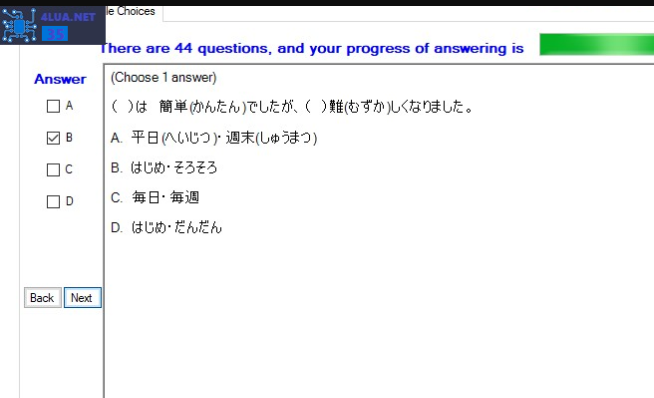 4LUA.NET
35
le Choices
There are 44 questions, and your progress of answering is
Answer
(Choose 1 answer)
A
( )は 簡単(かんたん)でしたが、( )難(むずか)しくなりました。
B
A. 平日(へいじつ)・週末(しゅうまつ)
C
B. はじめ・そろそろ
D
C. 毎日・毎週
D. はじめ・だんだん
Back
Next